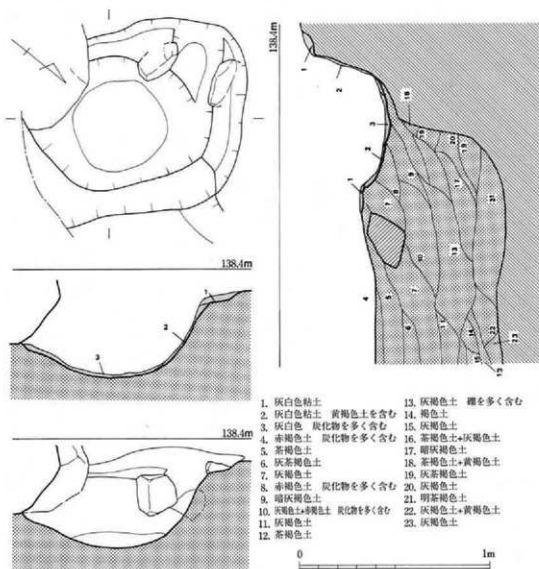 138.4m
138.4m
138.4m
1. 灰白色粘土
2. 灰白色粘土 黄褐色土を含む
3. 灰白色 炭化物を多く含む
4. 赤褐色土 炭化物を多く含む
5. 茶褐色土
6. 灰茶褐色土
7. 灰褐色土
8. 赤褐色土 炭化物を多く含む
9. 暗灰褐色土
10. 灰褐色土+赤褐色土 炭化物を多く含む
11. 灰褐色土
12. 茶褐色土
13. 灰褐色土 礫を多く含む
14. 褐色土
15. 灰褐色土
16. 茶褐色土+灰褐色土
17. 暗灰褐色土
18. 茶褐色土+黄褐色土
19. 灰茶褐色土
20. 灰褐色土
21. 明茶褐色土
22. 灰褐色土+黄褐色土
23. 灰褐色土
0 1m